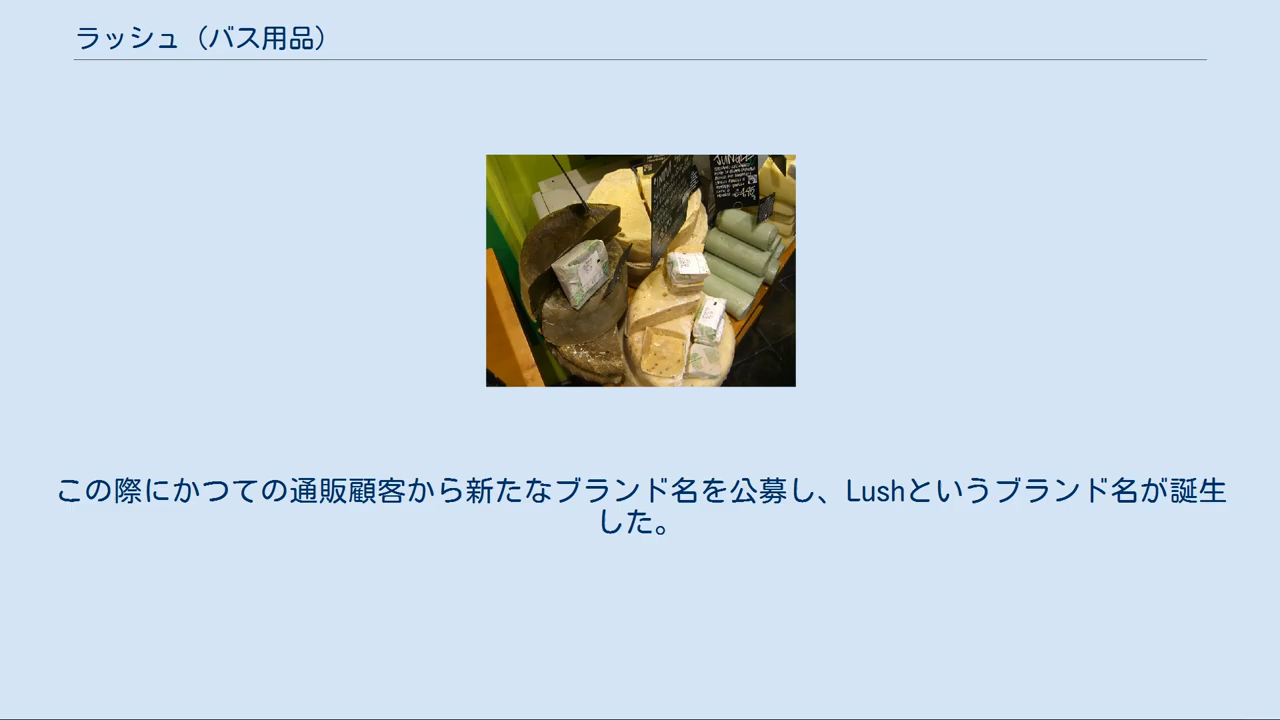 ラッシュ（バス用品）
JUNGLE
この際にかつての通販顧客から新たなブランド名を公募し、Lushというブランド名が誕生
した。